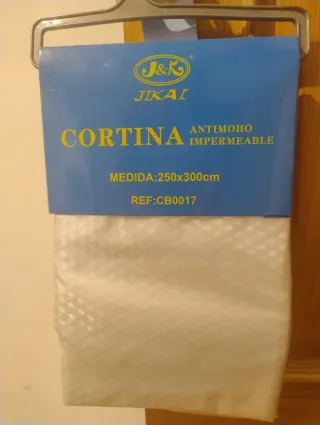 J&K
JIKAI
CORTINA ANTIMOHO IMPERMEABLE
MEDIDA:250x300cm
REF:CB0017